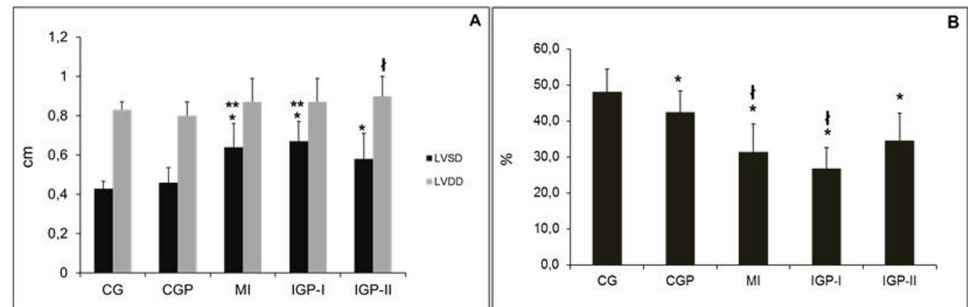 A
1,2
1
0,8
0,6
0,4
0,2
0
cm
** *
** *
*
ɫ
LVSD
LVDD
CG CGP MI IGP-I IGP-II
B
60,0
50,0
40,0
30,0
20,0
10,0
0,0
%
*
ɫ *
ɫ *
*
CG CGP MI IGP-I IGP-II